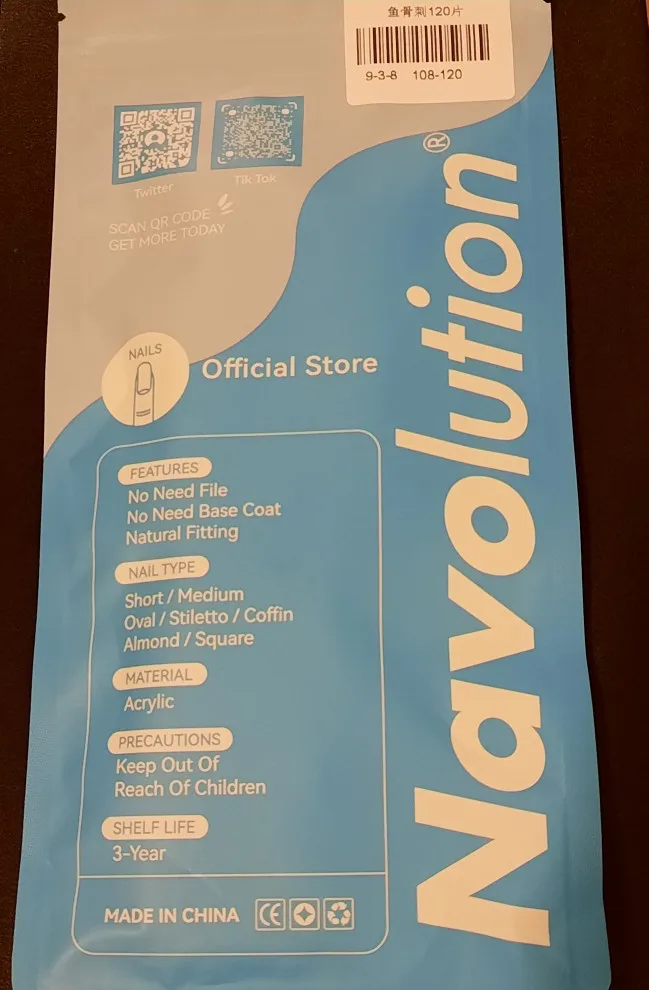 鱼骨刺120片
9-3-8 108-120
Twitter
Tik Tok
SCAN QR CODE
GET MORE TODAY
NAILS
Official Store
FEATURES
No Need File
No Need Base Coat
Natural Fitting
NAIL TYPE
Short / Medium
Oval / Stiletto / Coffin
Almond / Square
MATERIAL
Acrylic
PRECAUTIONS
Keep Out Of
Reach Of Children
SHELF LIFE
3-Year
MADE IN CHINA CE
Navolution®